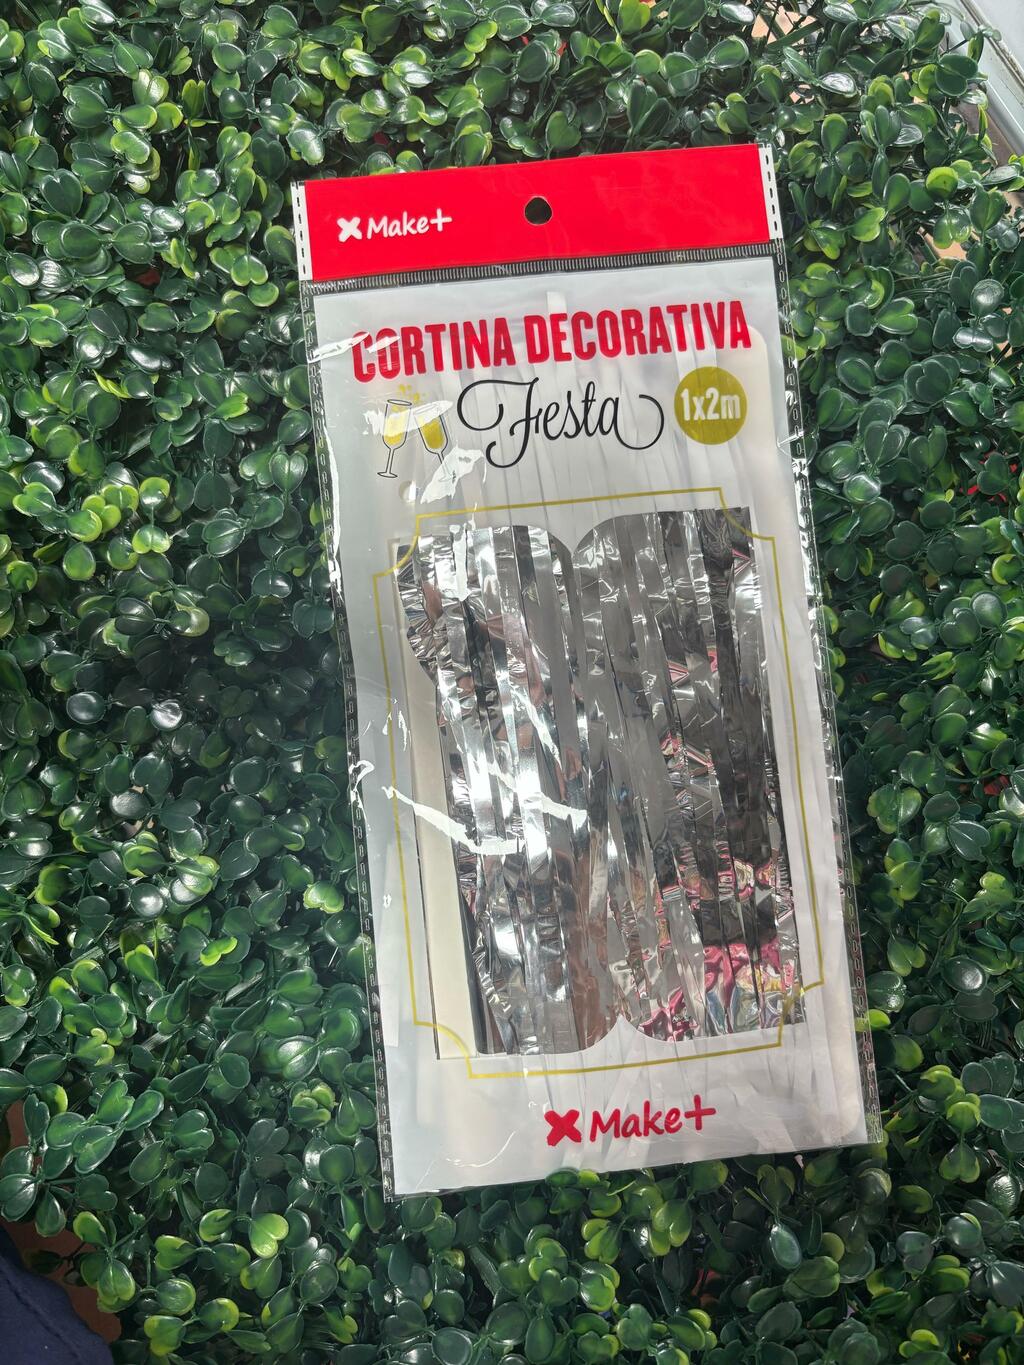 Make+
CORTINA DECORATIVA
Festa
1x2m
Make+